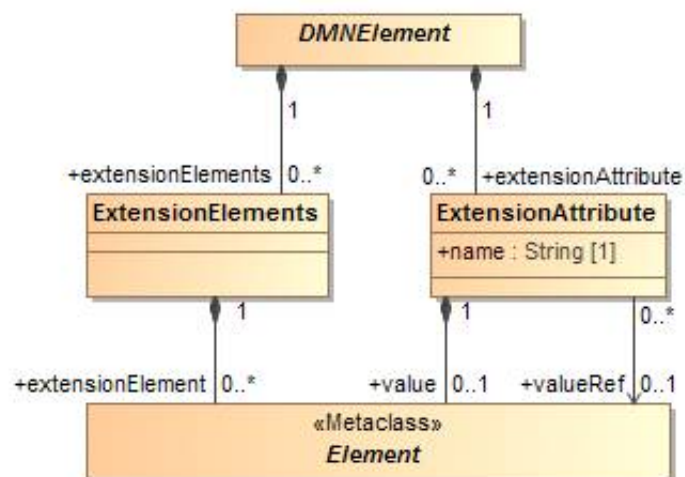 DMNElement
1
1
+extensionElements
0..*
0..*
+extensionAttribute
ExtensionElements
ExtensionAttribute
+name : String [1]
1
1
0..*
+extensionElement
0..*
+value
0..1
+valueRef
0..1
«Metaclass»
Element